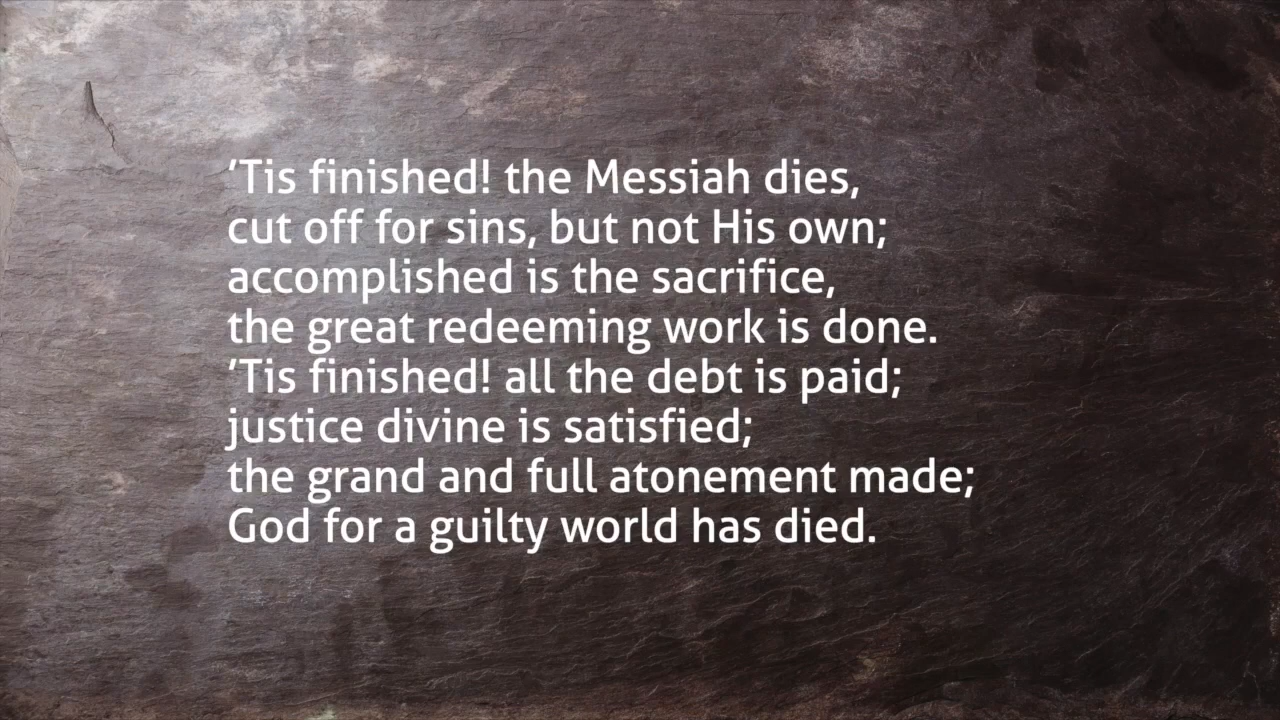 ’Tis finished! the Messiah dies,
cut off for sins, but not His own;
accomplished is the sacrifice,
the great redeeming work is done.
’Tis finished! all the debt is paid;
justice divine is satisfied;
the grand and full atonement made;
God for a guilty world has died.